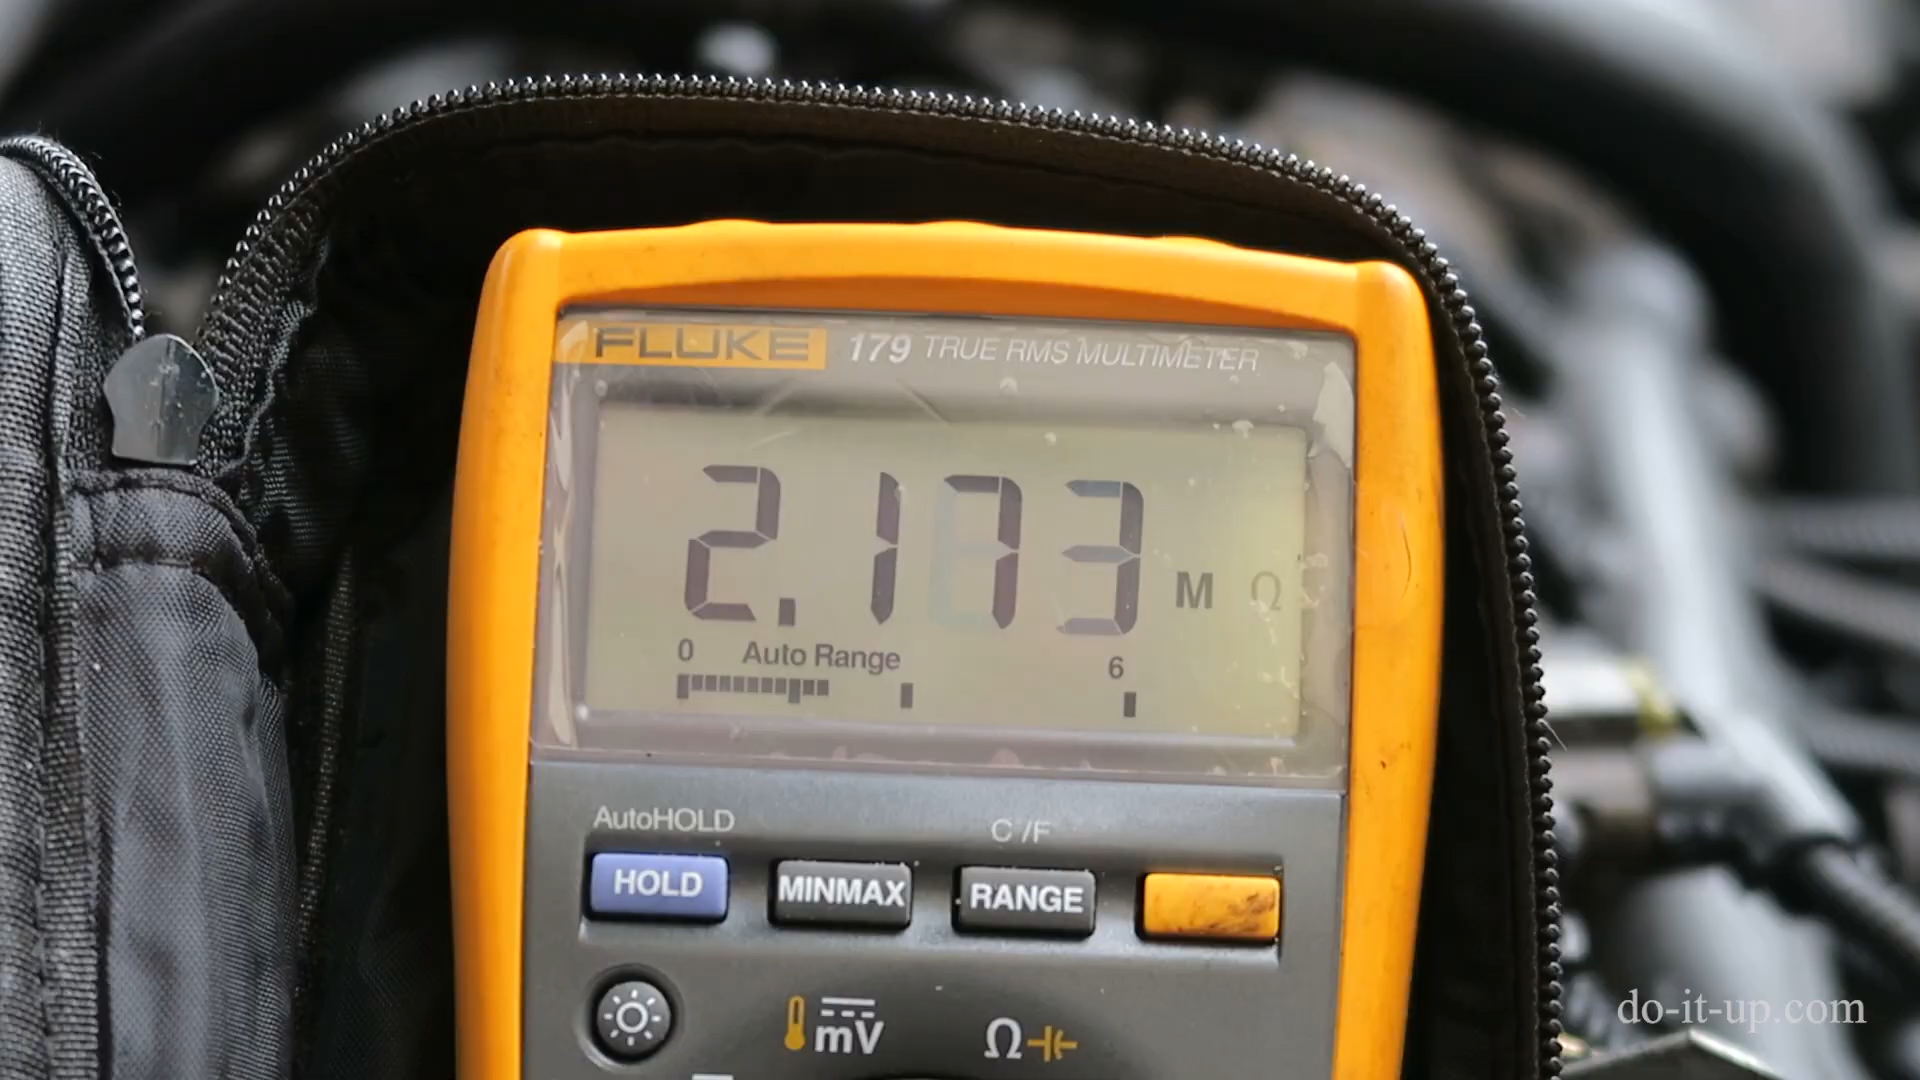 FLUKE 179 TRUE RMS MULTIMETER
2.173 M Ω
0 Auto Range 6
AutoHOLD C /F
HOLD MINMAX RANGE
mV Ω
do-it-up.com